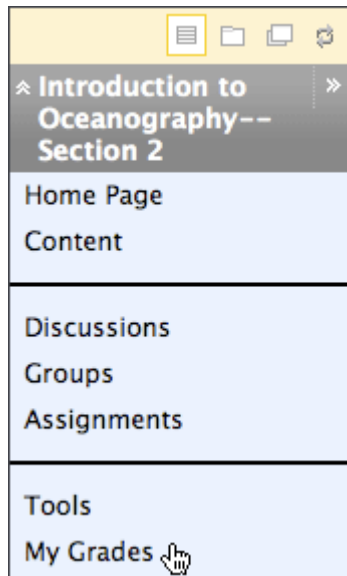 Introduction to
Oceanography--
Section 2
Home Page
Content
Discussions
Groups
Assignments
Tools
My Grades